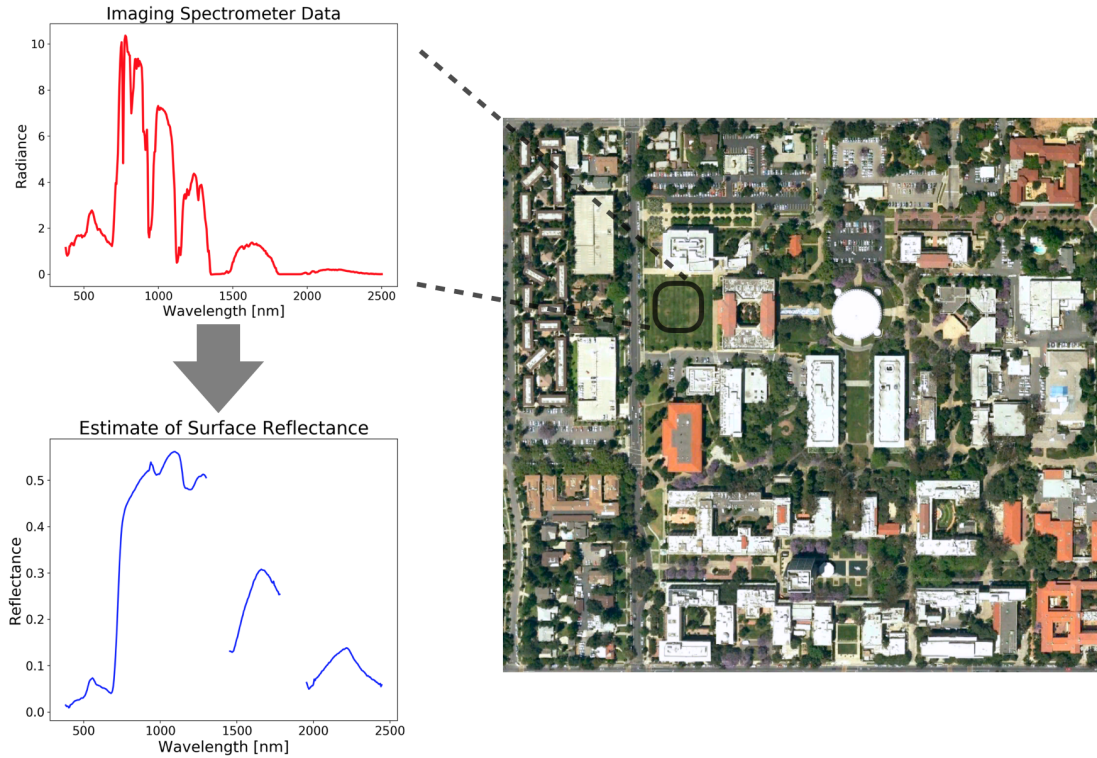 Imaging Spectrometer Data
Radiance
10
8
6
4
2
0
500 1000 1500 2000 2500
Wavelength [nm]
Estimate of Surface Reflectance
Reflectance
0.5
0.4
0.3
0.2
0.1
0.0
500 1000 1500 2000 2500
Wavelength [nm]